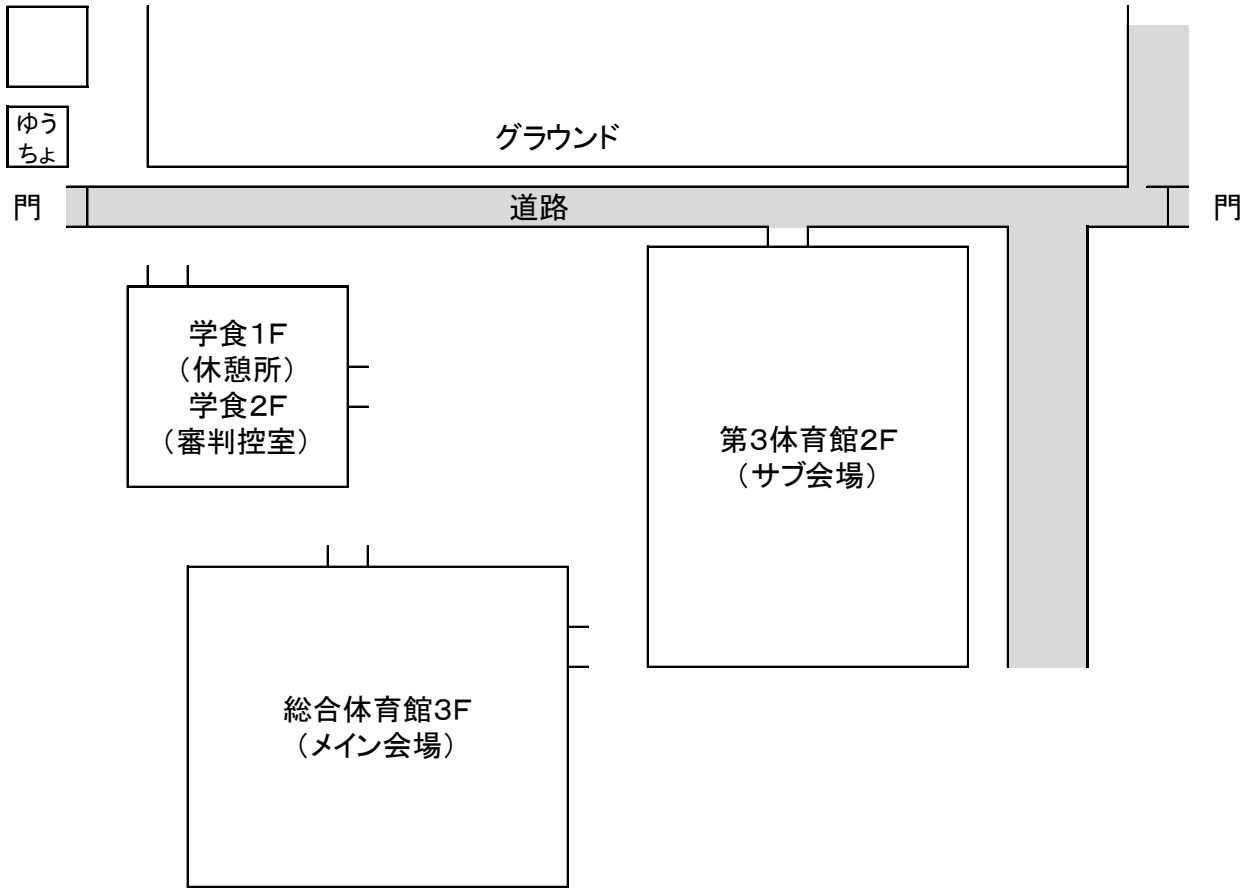 ゆう
ちょ
グラウンド
門
道路
門
学食1F
（休憩所）
学食2F
（審判控室）
第3体育館2F
（サブ会場）
総合体育館3F
（メイン会場）